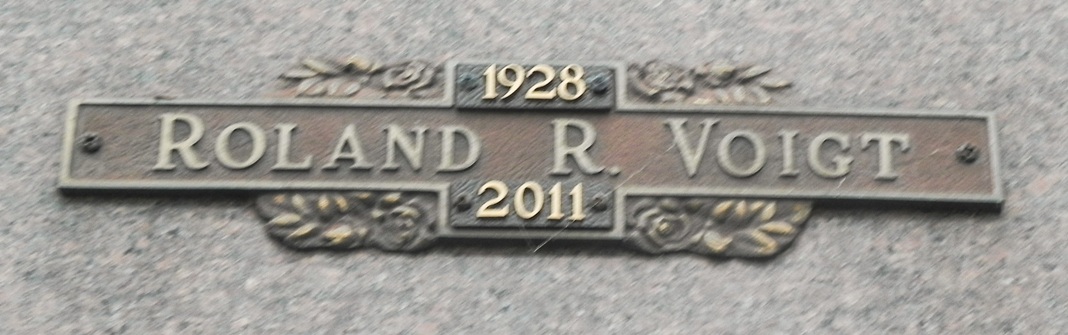 1928
ROLAND R. VOIGT
2011